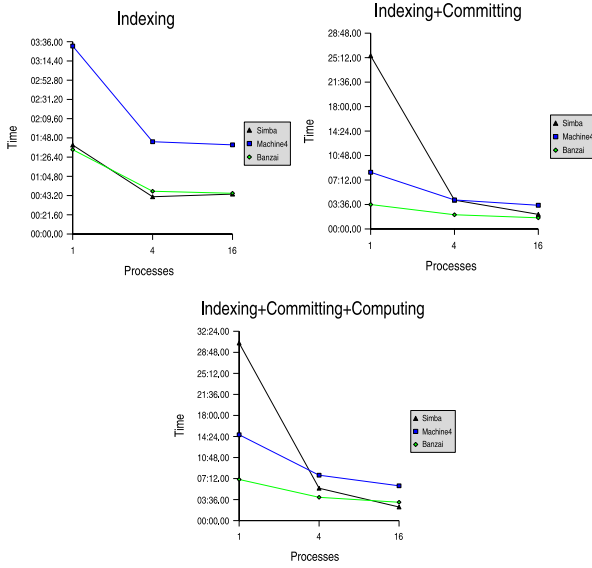 Indexing
03:36.00
03:14.40
02:52.80
02:31.20
02:09.60
01:48.00
01:26.40
01:04.80
00:43.20
00:21.60
00:00.00
Time
1
4
16
Processes
Simba
Machine4
Banzai
Indexing+Committing
28:48.00
25:12.00
21:36.00
18:00.00
14:24.00
10:48.00
07:12.00
03:36.00
00:00.00
Time
1
4
16
Processes
Simba
Machine4
Banzai
Indexing+Committing+Computing
32:24.00
28:48.00
25:12.00
21:36.00
18:00.00
14:24.00
10:48.00
07:12.00
03:36.00
00:00.00
Time
1
4
16
Processes
Simba
Machine4
Banzai